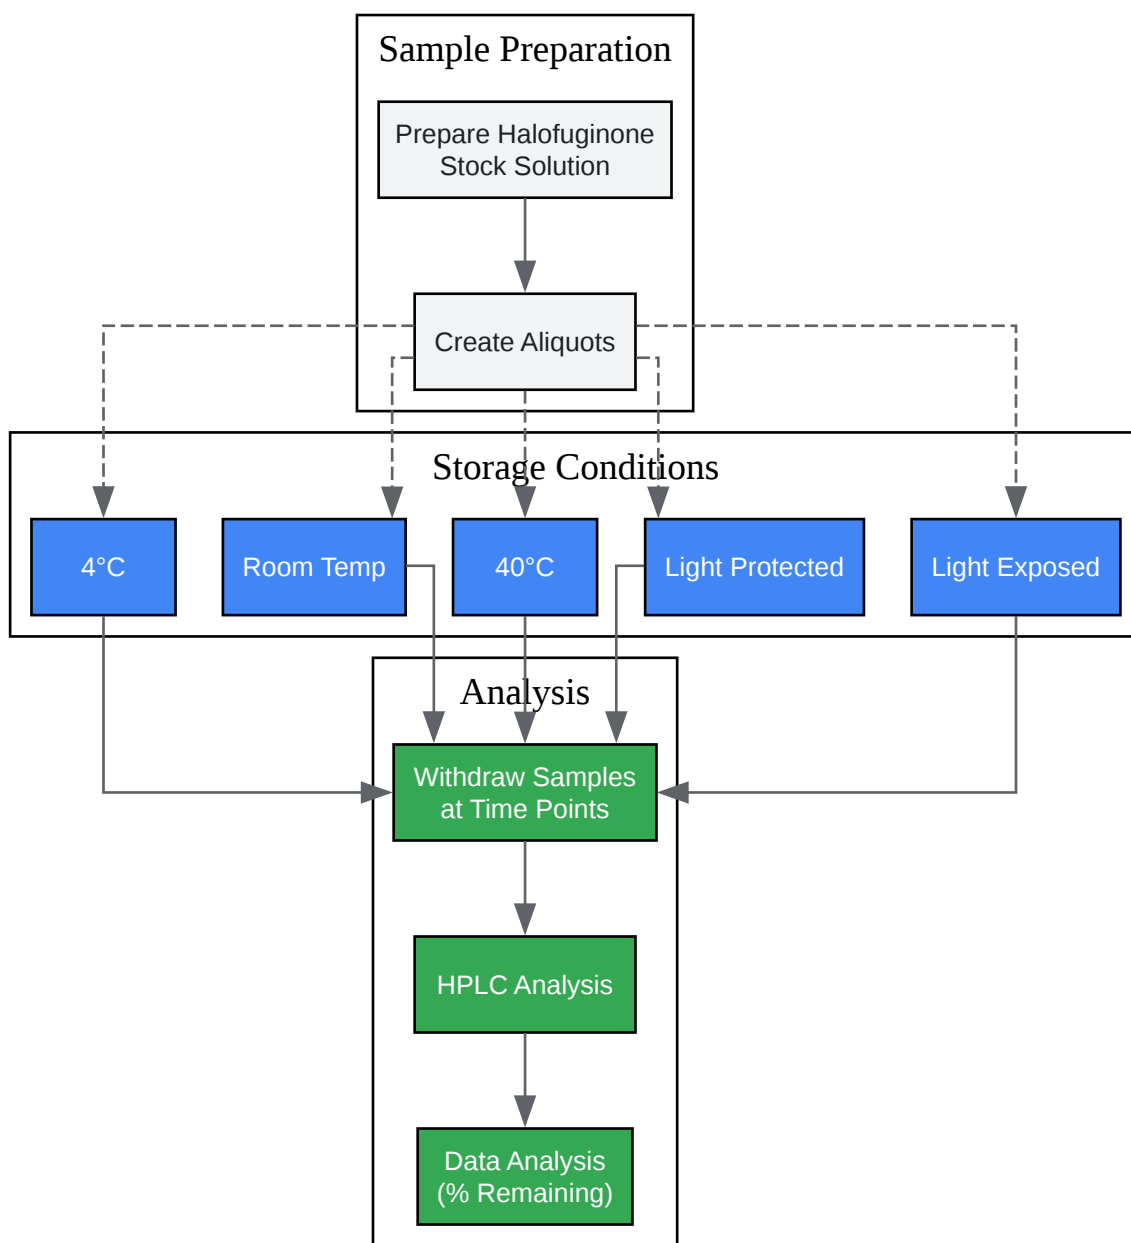 Sample Preparation
Prepare Halofuginone
Stock Solution
Create Aliquots
Storage Conditions
4°C
Room Temp
40°C
Light Protected
Light Exposed
Analysis
Withdraw Samples
at Time Points
HPLC Analysis
Data Analysis
(% Remaining)